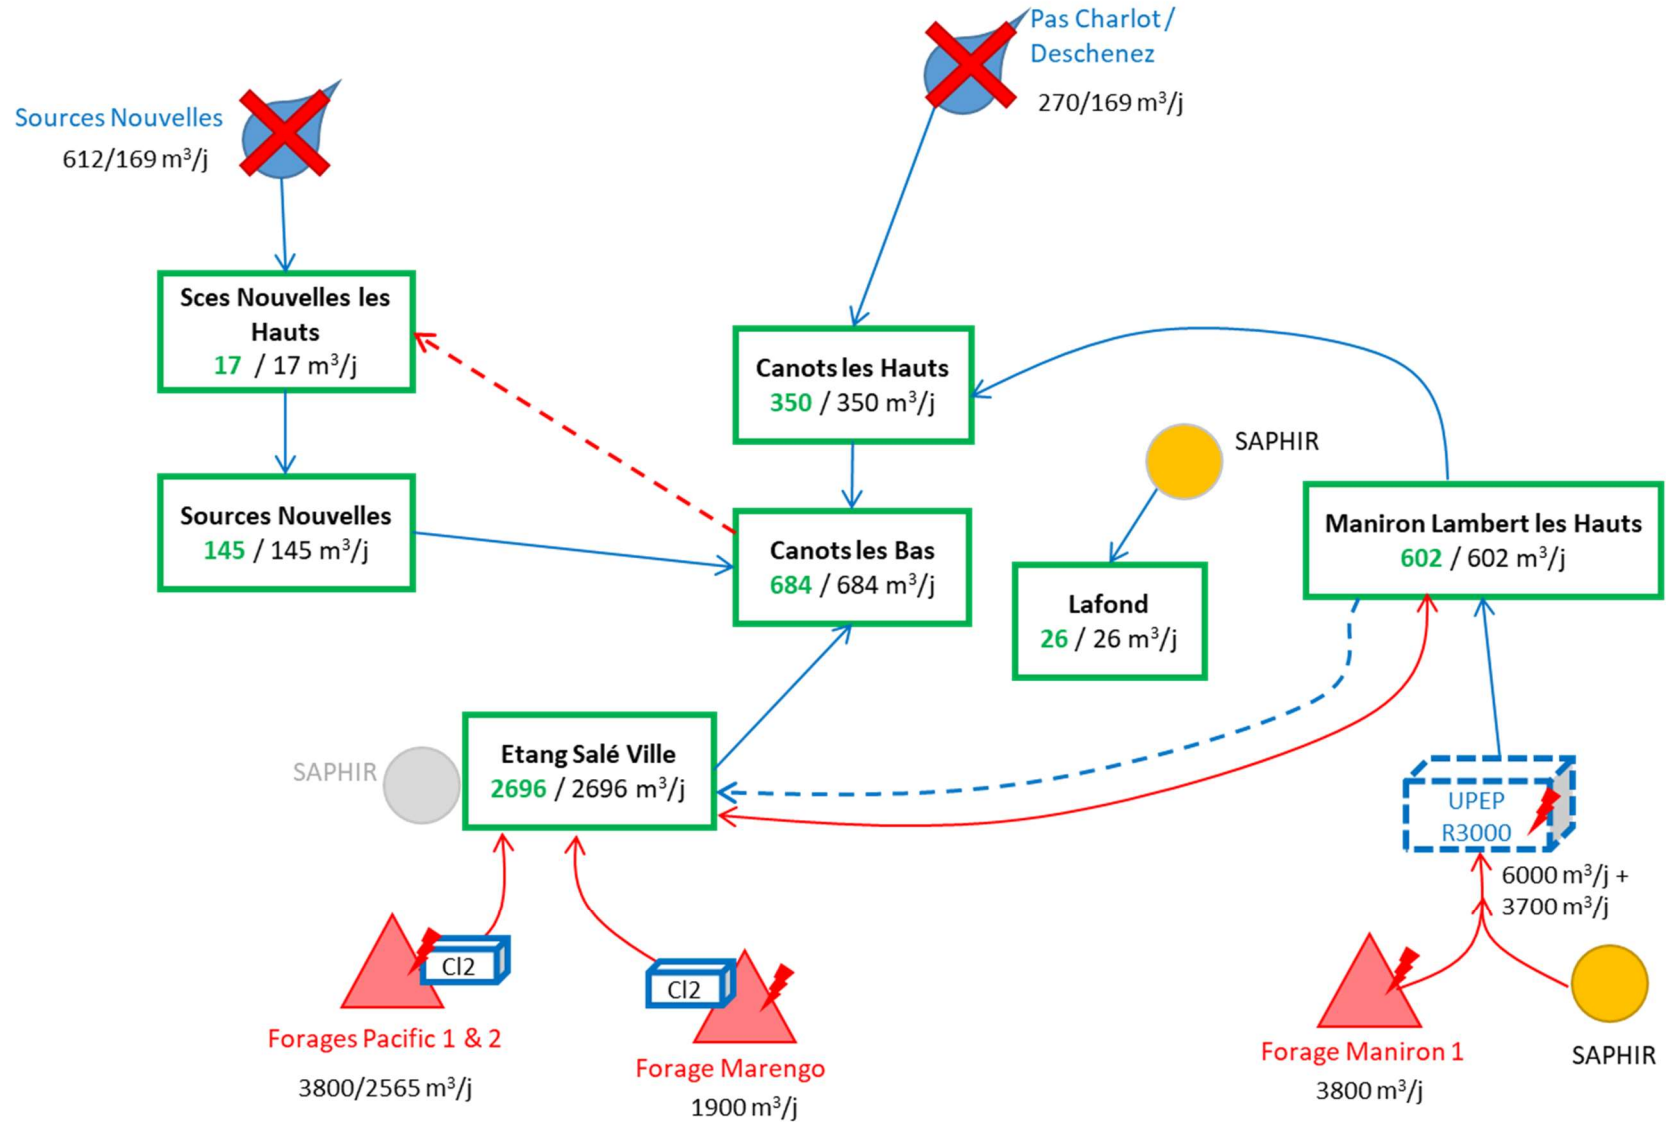 Pas Charlot/
Deschenez
270/169 m³/j
Sources Nouvelles
612/169 m³/j
Sces Nouvelles les
Hauts
17 / 17 m³/j
Canots les Hauts
350 / 350 m³/j
SAPHIR
Sources Nouvelles
145 / 145 m³/j
Canots les Bas
684 / 684 m³/j
Maniron Lambert les Hauts
602 / 602 m³/j
Lafond
26 / 26 m³/j
SAPHIR
Etang Salé Ville
2696 / 2696 m³/j
UPEP
R3000
6000 m³/j +
3700 m³/j
Cl2
Cl2
Forages Pacific 1 & 2
3800/2565 m³/j
Forage Marengo
1900 m³/j
Forage Maniron 1
3800 m³/j
SAPHIR